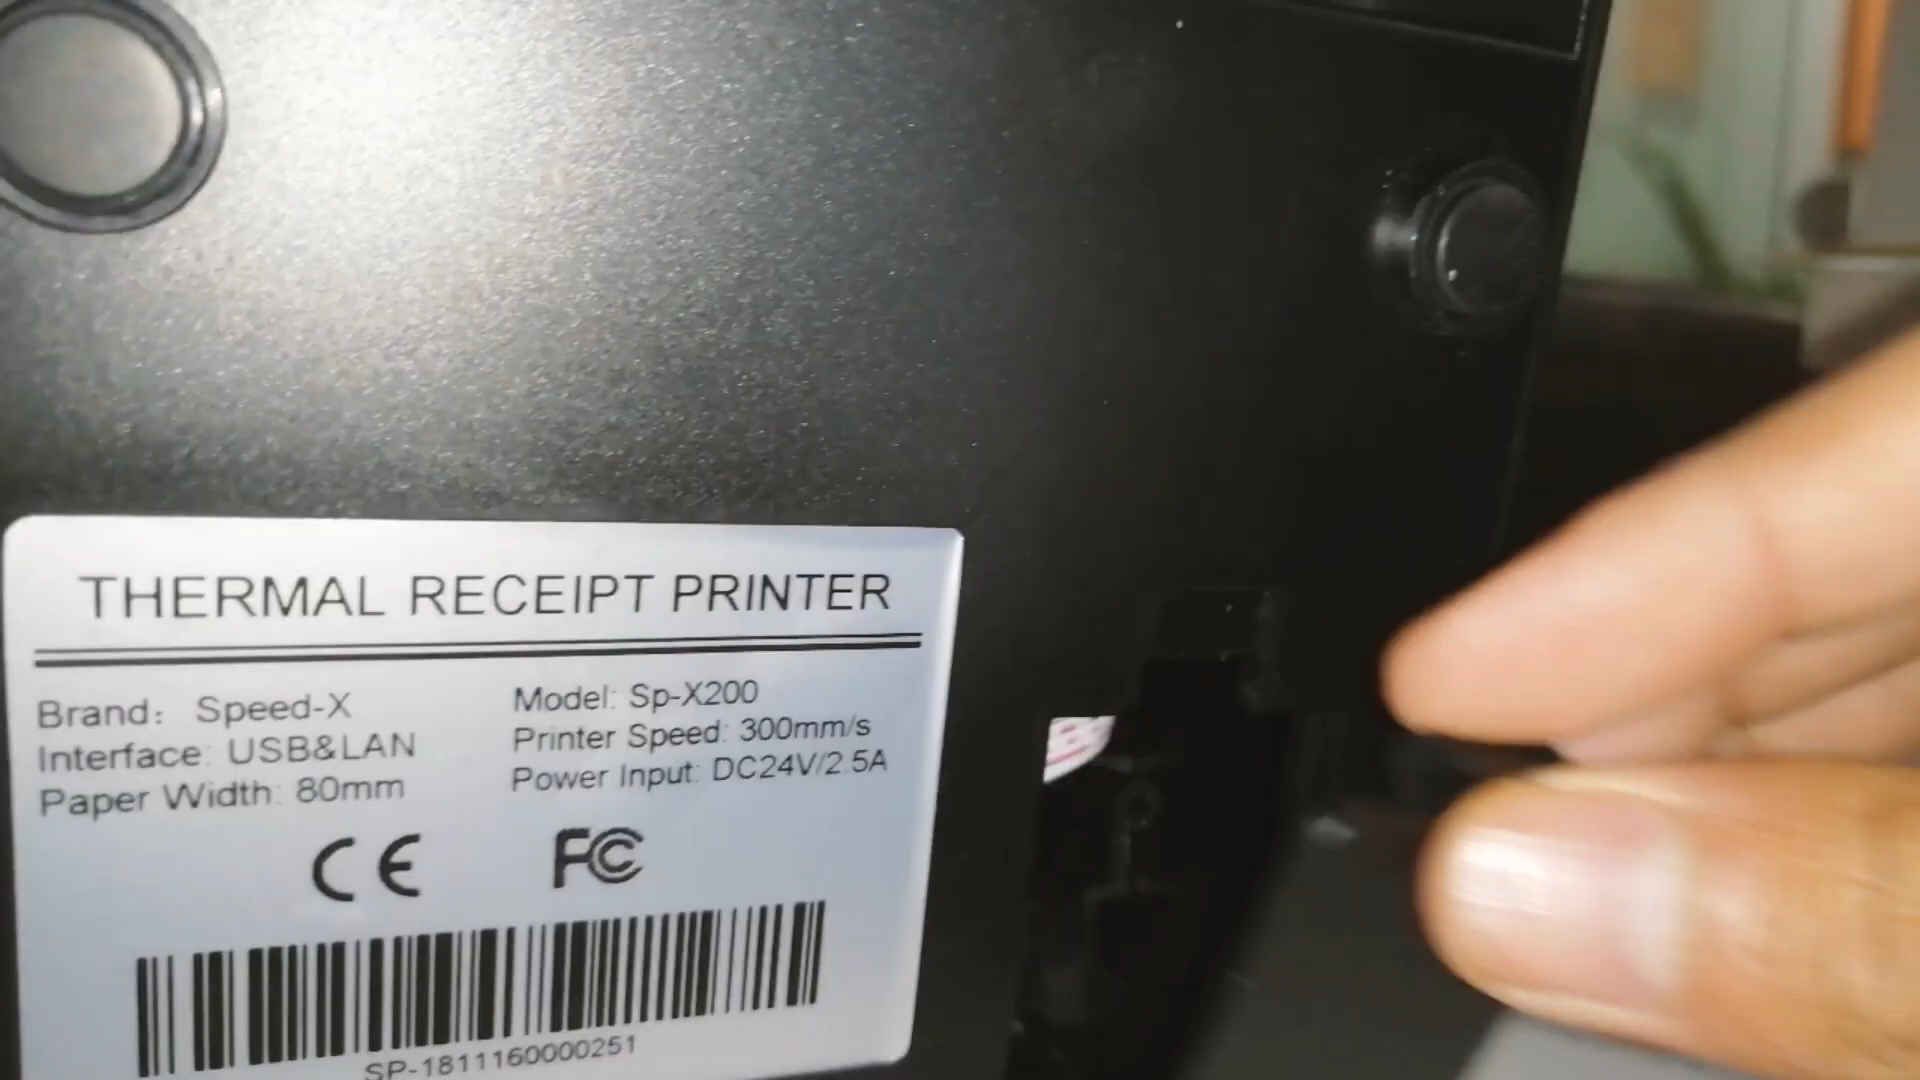 THERMAL RECEIPT PRINTER
Brand: Speed-X
Model: Sp-X200
Interface: USB&LAN
Printer Speed: 300mm/s
Paper Width: 80mm
Power Input: DC24V/2.5A
CE FC
SP-1811160000251